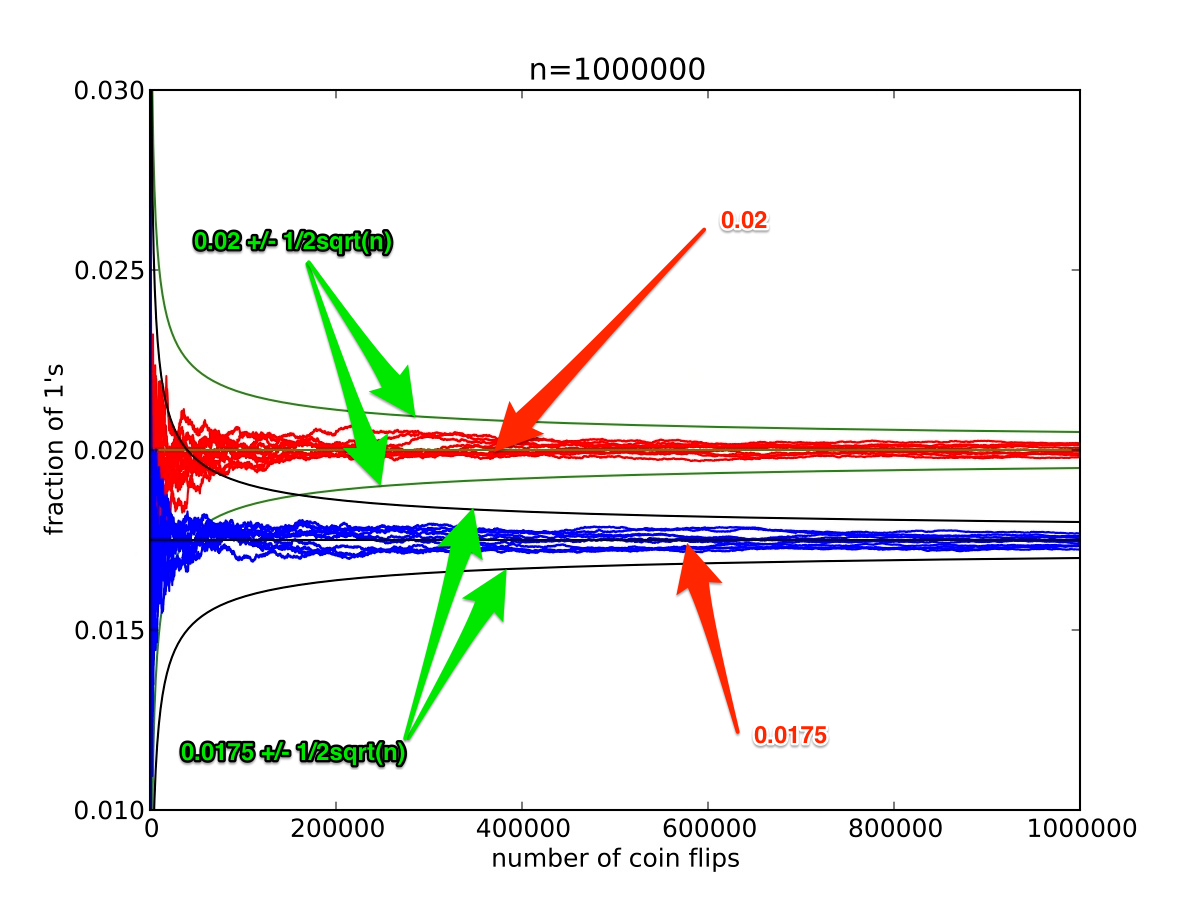 n=1000000
0.030
0.025
0.020
0.015
0.010
fraction of 1's
0.02 +/- 1/2sqrt(n)
0.02
0.0175 +/- 1/2sqrt(n)
0.0175
0 200000 400000 600000 800000 1000000
number of coin flips